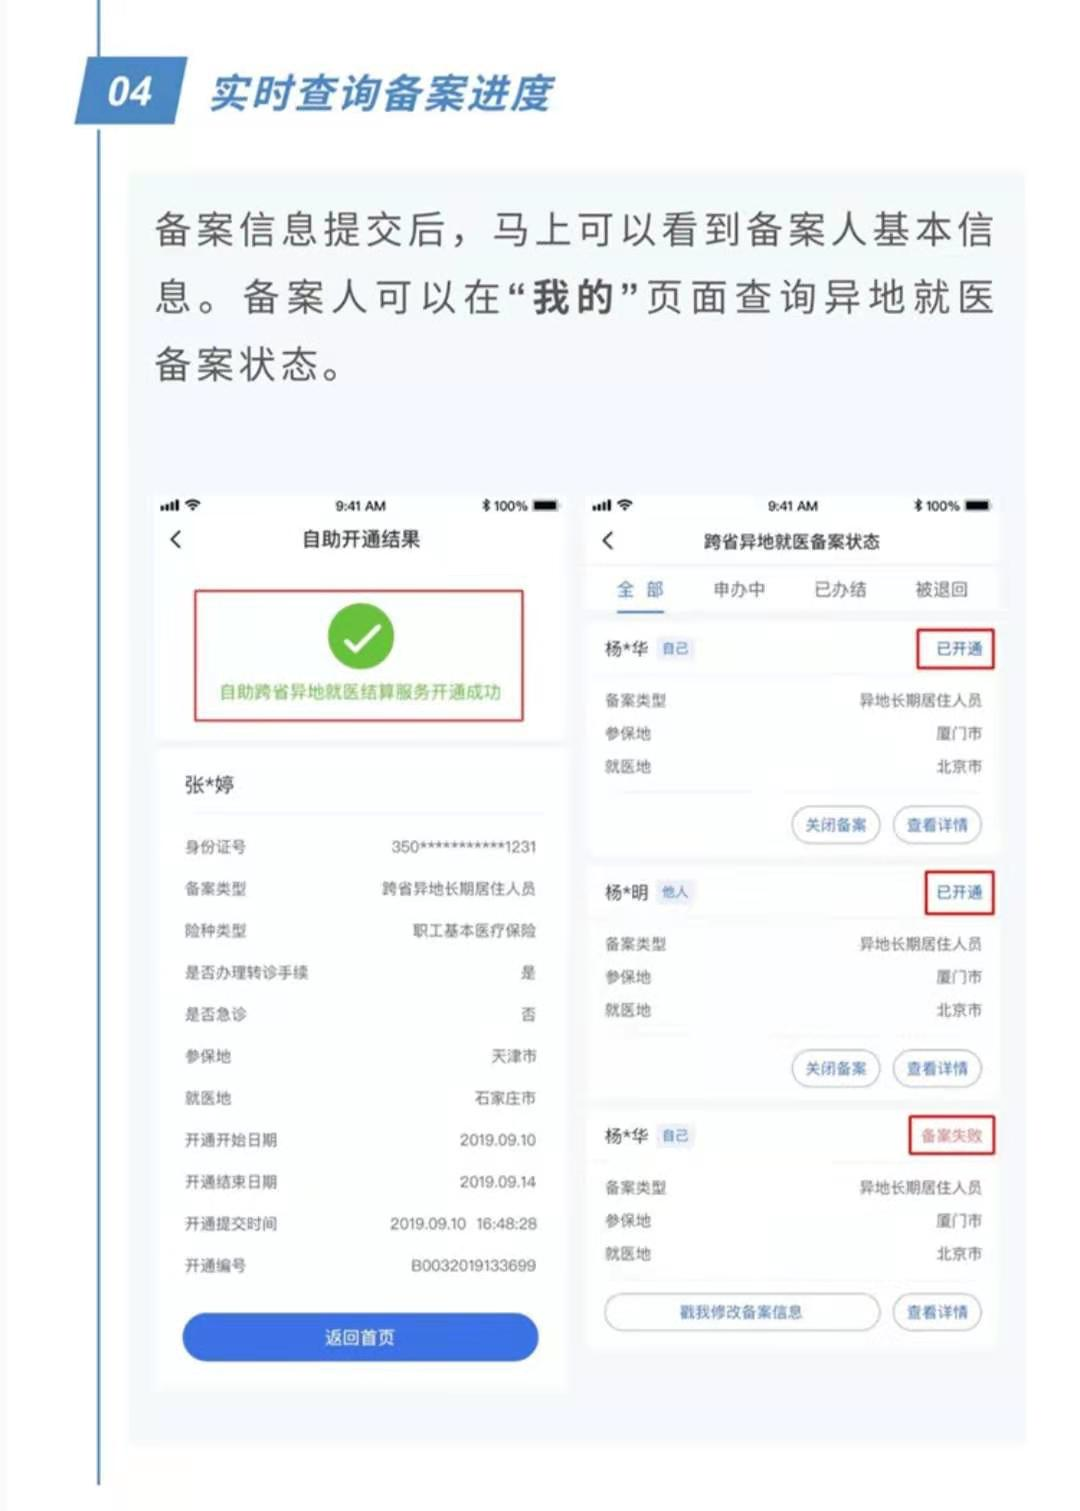 04 实时查询备案进度
备案信息提交后，马上可以看到备案人基本信
息。备案人可以在“我的”页面查询异地就医
备案状态。
9:41 AM 100%
自助开通结果
自助跨省异地就医结算服务开通成功
张*婷
身份证号 350***********1231
备案类型 跨省异地长期居住人员
险种类型 职工基本医疗保险
是否办理转诊手续 是
是否急诊 否
参保地 天津市
就医地 石家庄市
开通开始日期 2019.09.10
开通结束日期 2019.09.14
开通提交时间 2019.09.10 16:48:28
开通编号 B0032019133699
返回首页
9:41 AM 100%
跨省异地就医备案状态
全部 申办中 已办结 被退回
杨*华 自己 已开通
备案类型 异地长期居住人员
参保地 厦门市
就医地 北京市
关闭备案 查看详情
杨*明 他人 已开通
备案类型 异地长期居住人员
参保地 厦门市
就医地 北京市
关闭备案 查看详情
杨*华 自己 备案失败
备案类型 异地长期居住人员
参保地 厦门市
就医地 北京市
戳我修改备案信息 查看详情